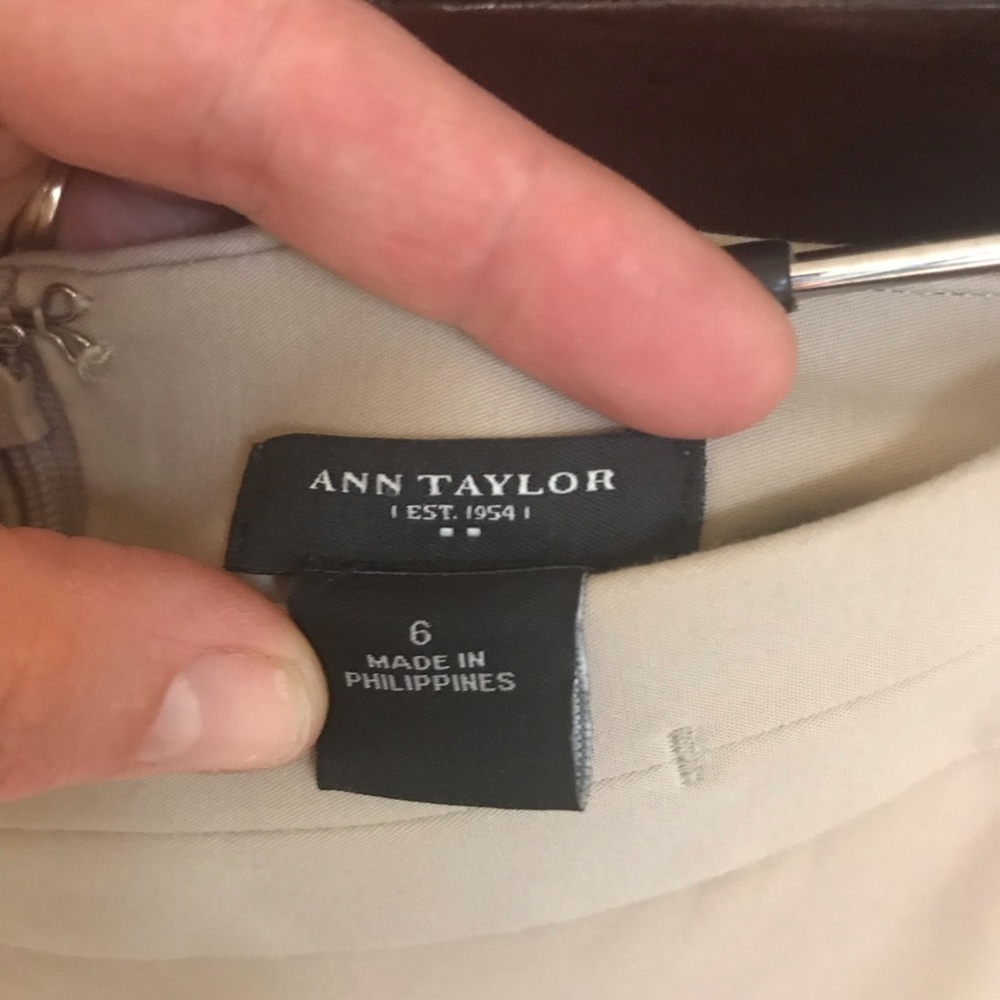 ANN TAYLOR
EST. 1954
6
MADE IN
PHILIPPINES